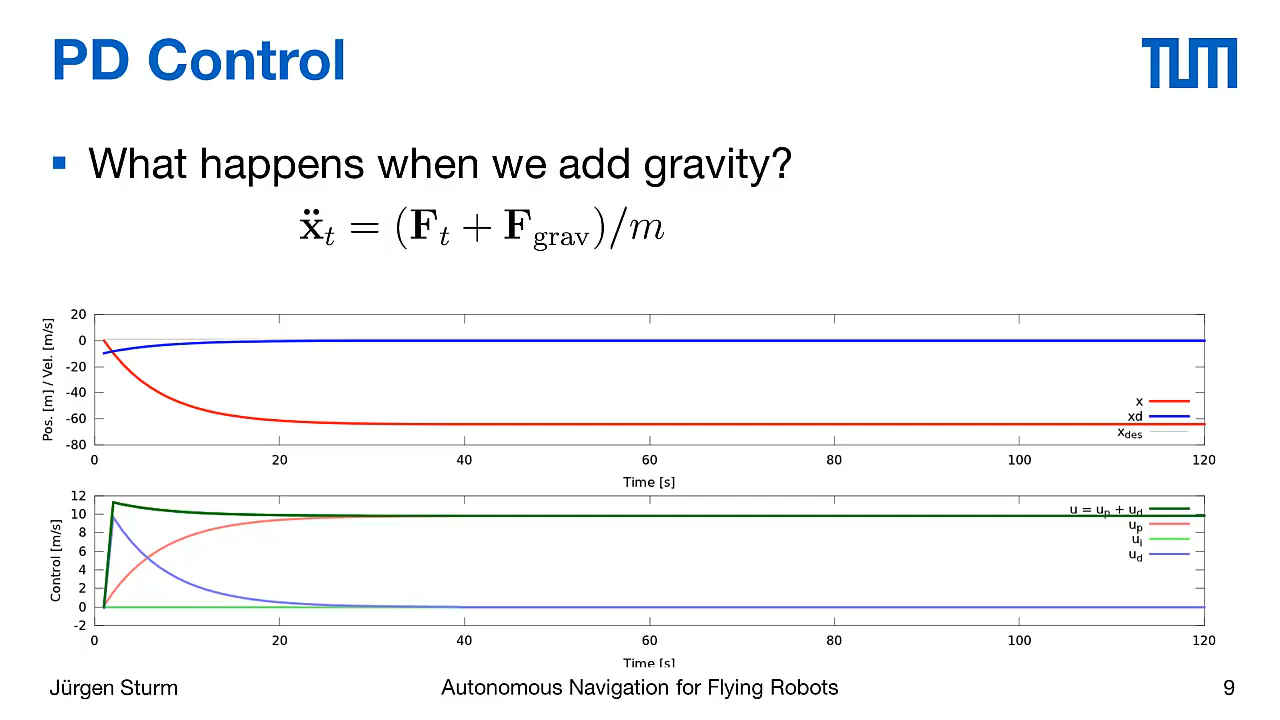 PD Control
TUM
▪ What happens when we add gravity?
ẍ_t = (F_t + F_grav)/m
Pos. [m] / Vel. [m/s]
20
0
-20
-40
-60
-80
0 20 40 60 80 100 120
Time [s]
x
xd
x_des
Control [m/s]
12
10
8
6
4
2
0
-2
0 20 40 60 80 100 120
Time [s]
u = u_p + u_d
u_p
u_i
u_d
Jürgen Sturm
Autonomous Navigation for Flying Robots
9